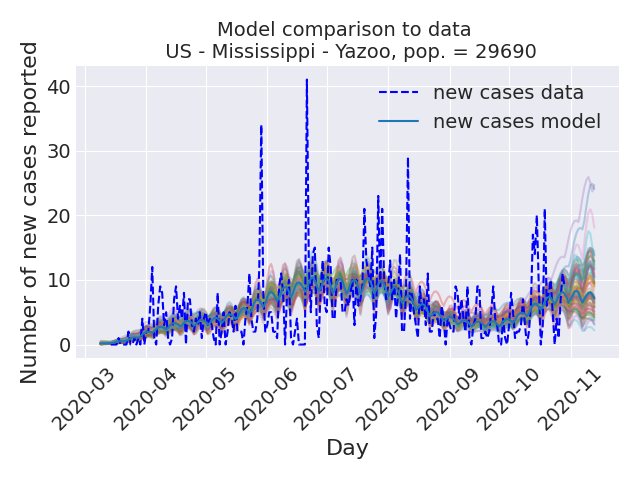 Model comparison to data
US - Mississippi - Yazoo, pop. = 29690
Number of new cases reported
40
30
20
10
0
new cases data
new cases model
2020-03
2020-04
2020-05
2020-06
2020-07
2020-08
2020-09
2020-10
2020-11
Day